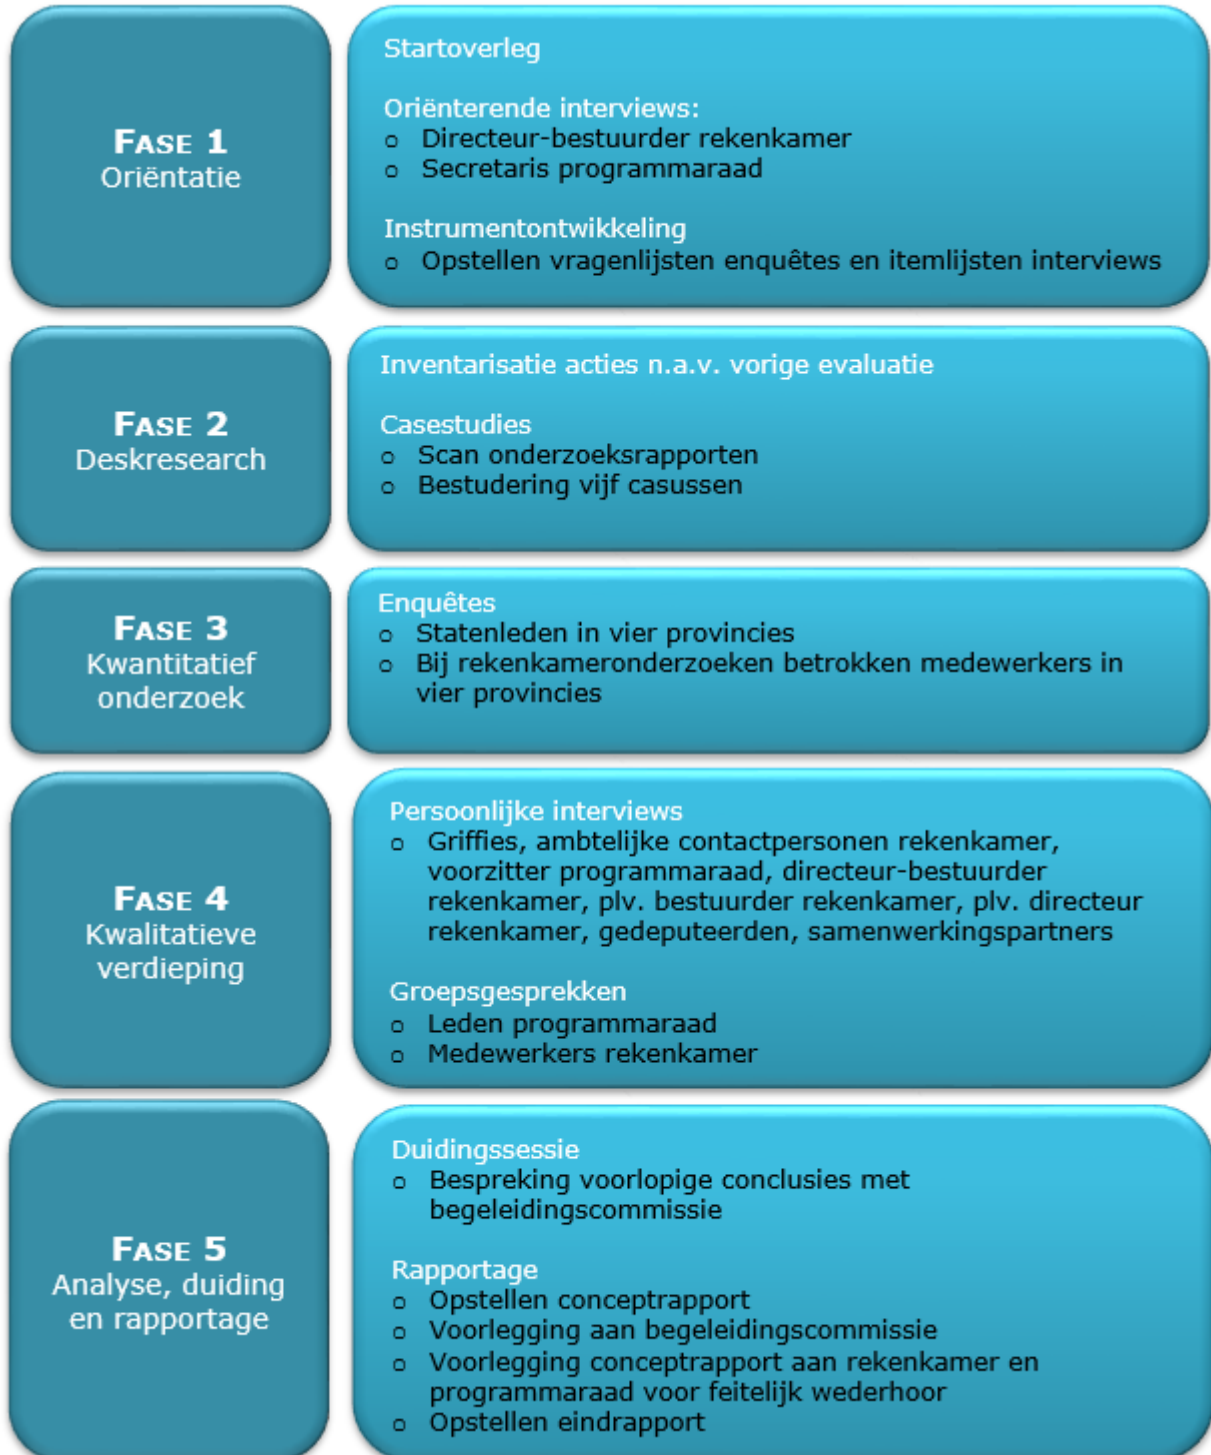 FASE 1
Oriëntatie
Startoverleg
Oriënterende interviews:
o Directeur-bestuurder rekenkamer
o Secretaris programmaraad
Instrumentontwikkeling
o Opstellen vragenlijsten enquêtes en itemlijsten interviews
FASE 2
Deskresearch
Inventarisatie acties n.a.v. vorige evaluatie
Casestudies
o Scan onderzoeksrapporten
o Bestudering vijf casussen
FASE 3
Kwantitatief
onderzoek
Enquêtes
o Statenleden in vier provincies
o Bij rekenkameronderzoeken betrokken medewerkers in
vier provincies
FASE 4
Kwalitatieve
verdieping
Persoonlijke interviews
o Griffies, ambtelijke contactpersonen rekenkamer,
voorzitter programmaraad, directeur-bestuurder
rekenkamer, plv. bestuurder rekenkamer, plv. directeur
rekenkamer, gedeputeerden, samenwerkingspartners
Groepsgesprekken
o Leden programmaraad
o Medewerkers rekenkamer
FASE 5
Analyse, duiding
en rapportage
Duidingssessie
o Bespreking voorlopige conclusies met
begeleidingscommissie
Rapportage
o Opstellen conceptrapport
o Voorlegging aan begeleidingscommissie
o Voorlegging conceptrapport aan rekenkamer en
programmaraad voor feitelijk wederhoor
o Opstellen eindrapport